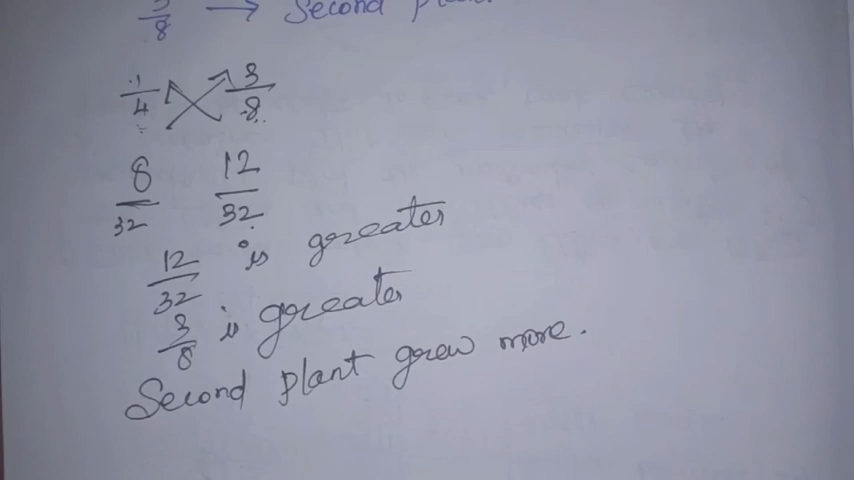 3/8 → Second
1/4 3/8
8/32 12/32
12/32 is greater
3/8 is greater
Second plant grew more.